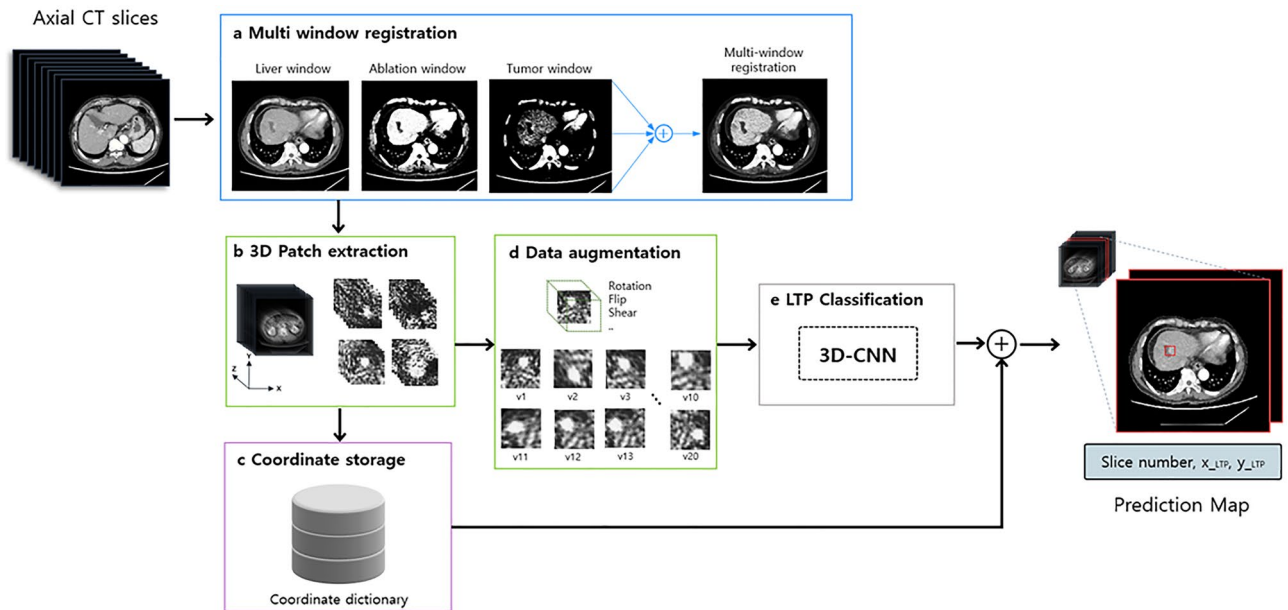 Axial CT slices
a Multi window registration
Liver window
Ablation window
Tumor window
Multi-window
registration
b 3D Patch extraction
Y
Z
X
d Data augmentation
Rotation
Flip
Shear
..
v1
v2
v3
v10
v11
v12
v13
v20
e LTP Classification
3D-CNN
c Coordinate storage
Coordinate dictionary
Slice number, x_LTP, y_LTP
Prediction Map